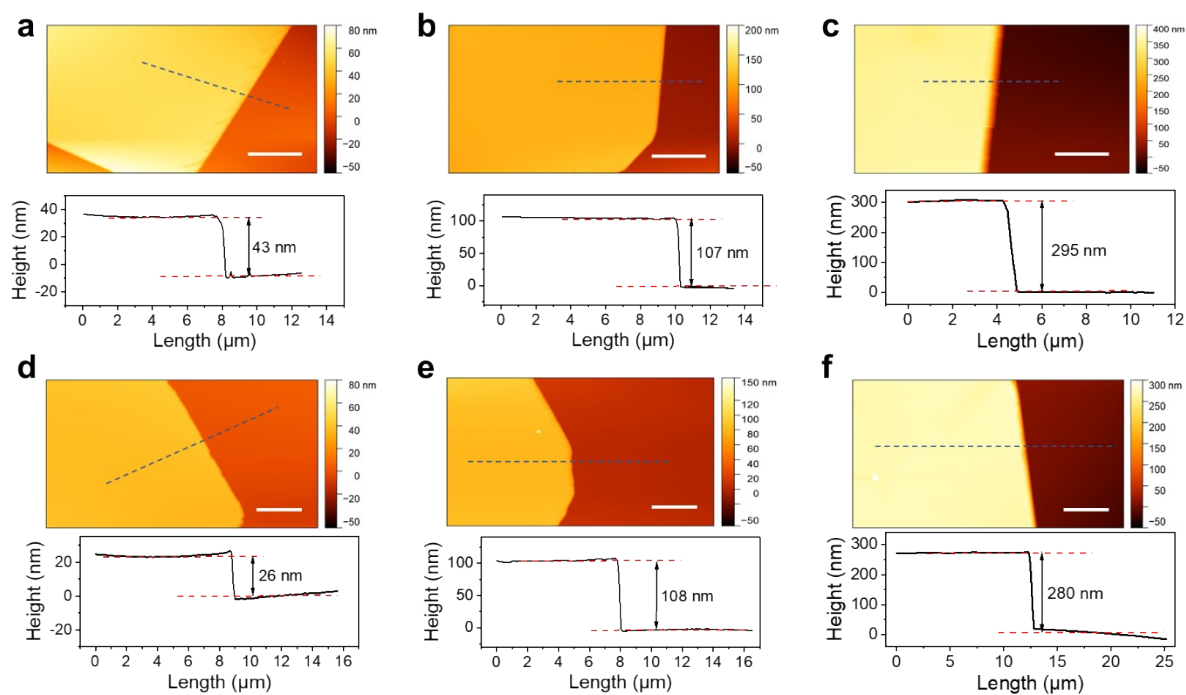 a
80 nm
60
40
20
0
−20
−50
b
200 nm
150
100
50
0
−50
c
400 nm
350
300
250
200
150
100
50
0
−50
Height (nm)
40
20
0
−20
43 nm
0 2 4 6 8 10 12 14
Length (µm)
Height (nm)
100
50
0
107 nm
0 2 4 6 8 10 12 14
Length (µm)
Height (nm)
300
200
100
0
295 nm
0 2 4 6 8 10 12
Length (µm)
d
80 nm
60
40
20
0
−20
−50
e
150 nm
120
100
80
60
40
20
0
−50
f
300 nm
250
200
150
100
50
0
−50
Height (nm)
20
0
−20
26 nm
0 2 4 6 8 10 12 14 16
Length (µm)
Height (nm)
100
50
0
108 nm
0 2 4 6 8 10 12 14 16
Length (µm)
Height (nm)
300
200
100
0
280 nm
0 5 10 15 20 25
Length (µm)